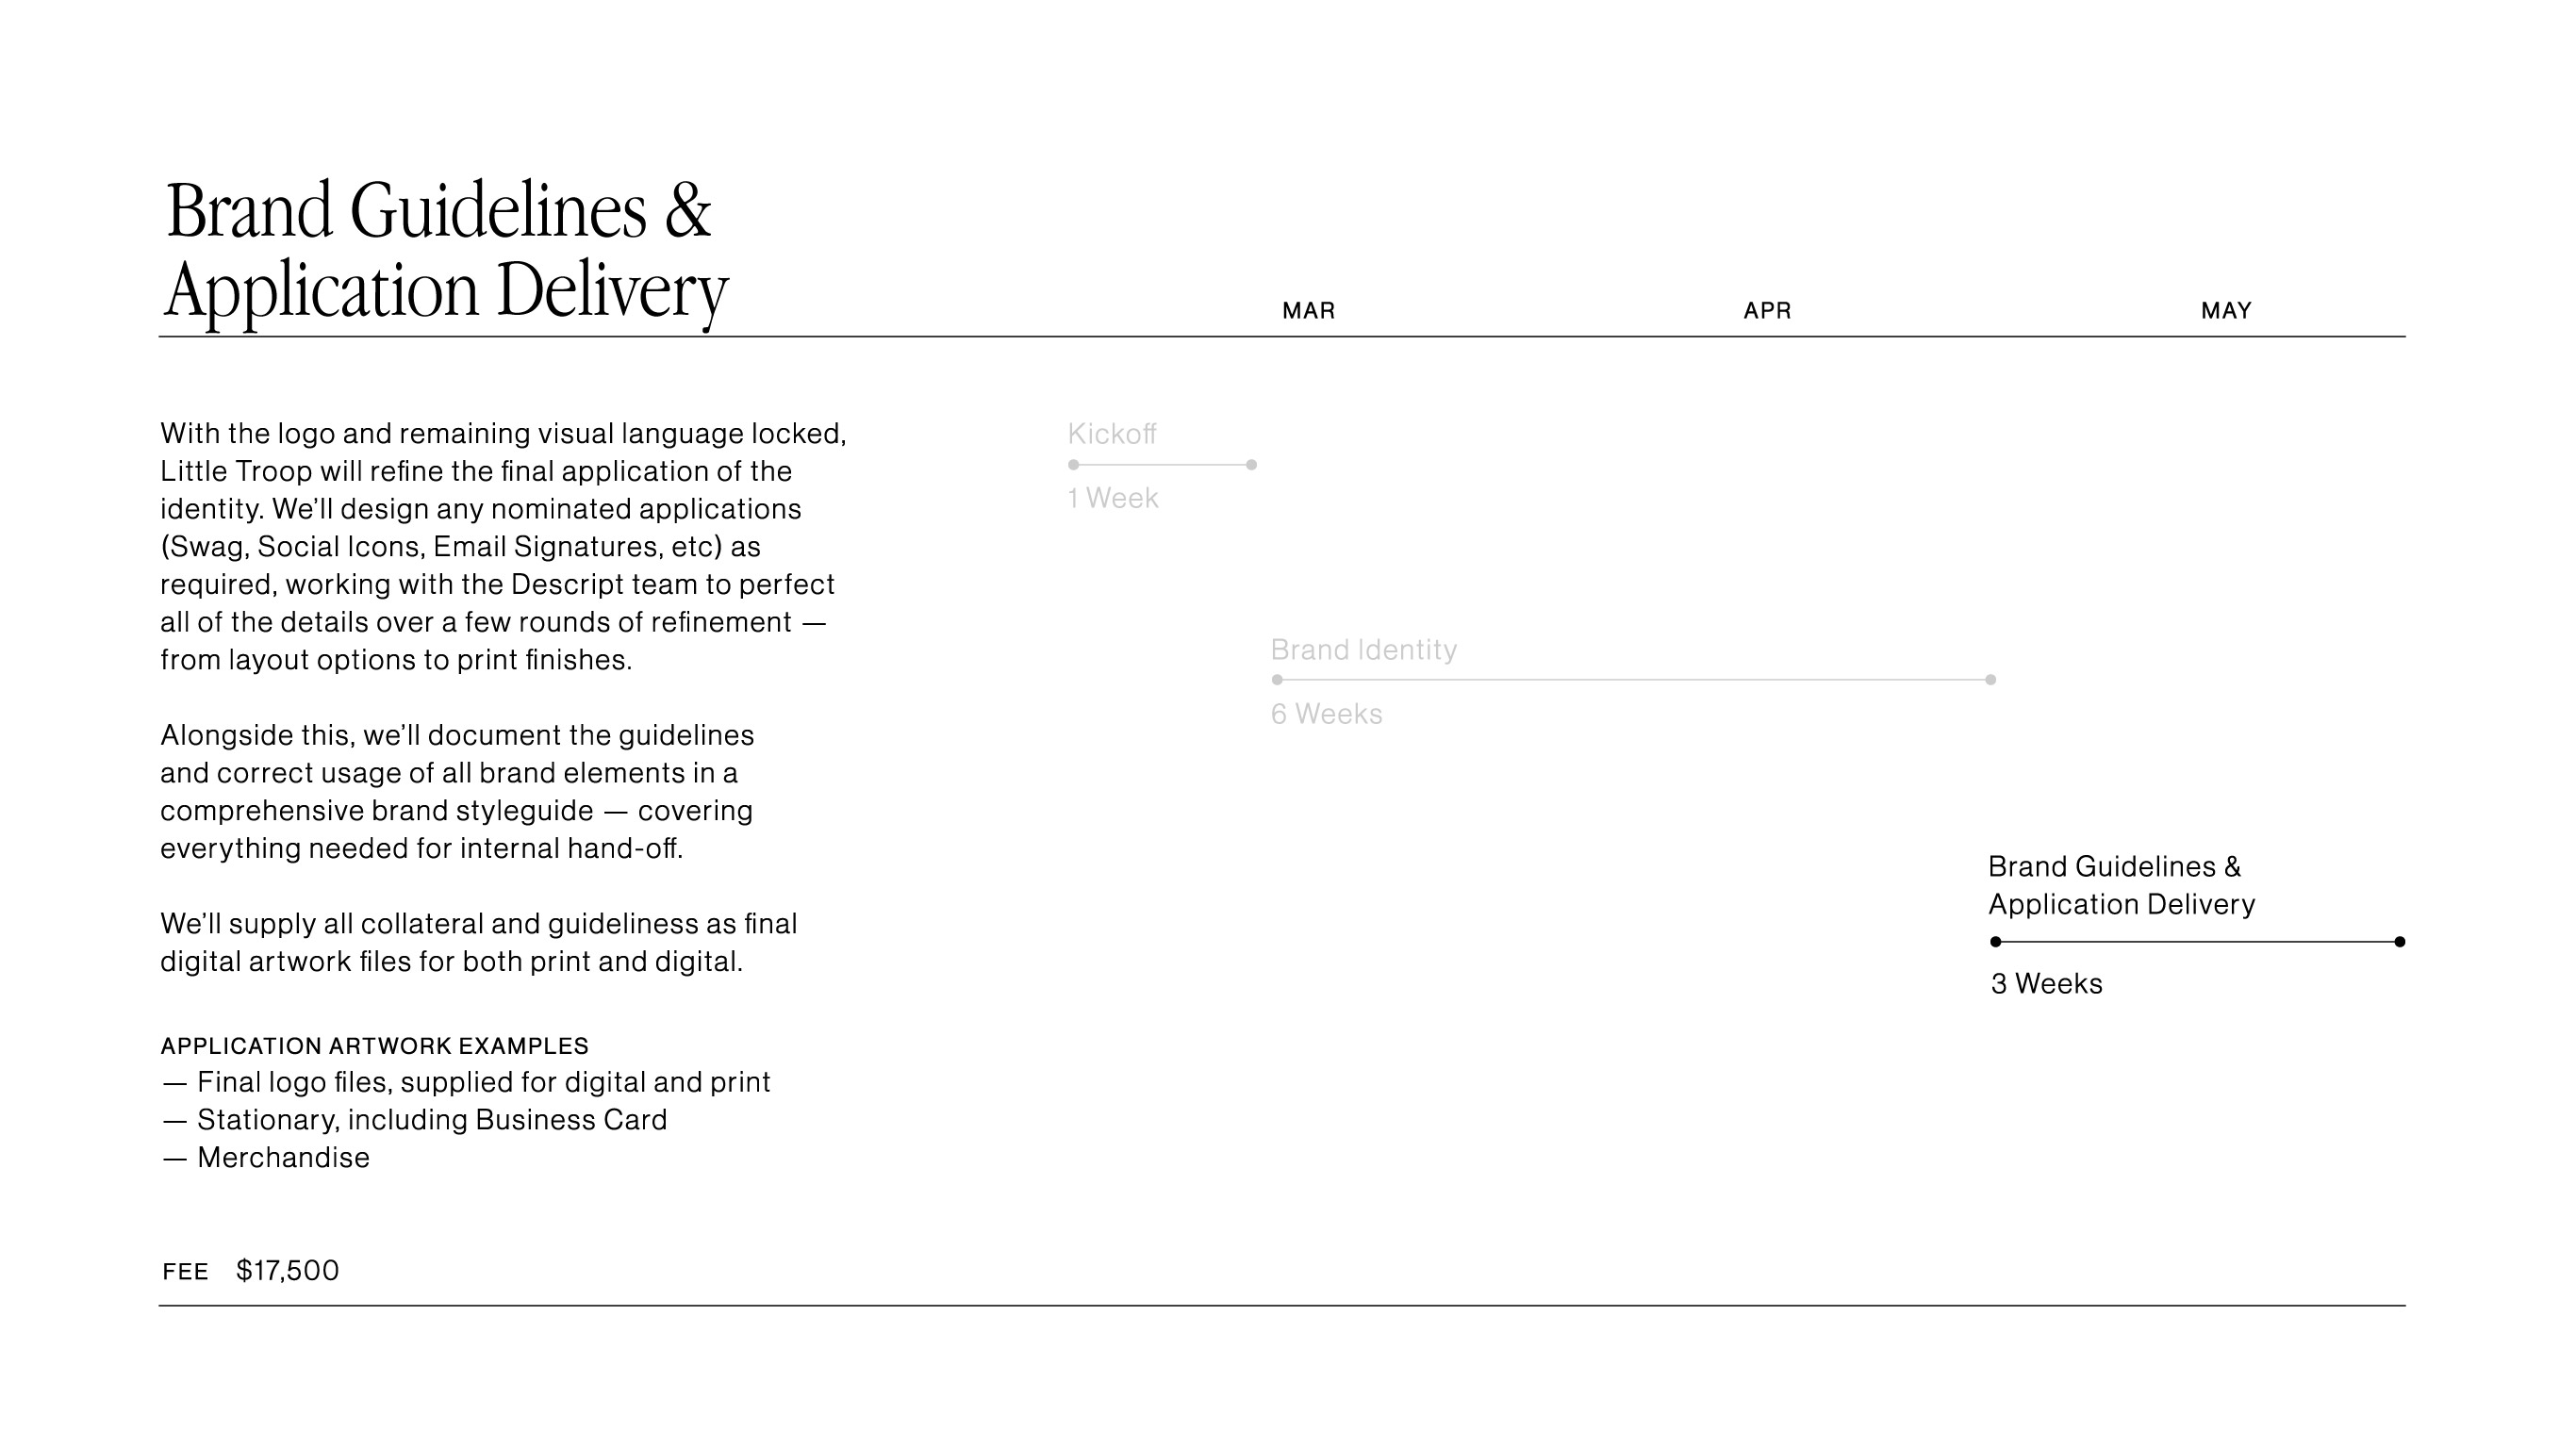 Brand Guidelines &
Application Delivery
MAR
APR
MAY
With the logo and remaining visual language locked,
Little Troop will refine the final application of the
identity. We’ll design any nominated applications
(Swag, Social Icons, Email Signatures, etc) as
required, working with the Descript team to perfect
all of the details over a few rounds of refinement —
from layout options to print finishes.
Alongside this, we’ll document the guidelines
and correct usage of all brand elements in a
comprehensive brand styleguide — covering
everything needed for internal hand-off.
We’ll supply all collateral and guideliness as final
digital artwork files for both print and digital.
APPLICATION ARTWORK EXAMPLES
— Final logo files, supplied for digital and print
— Stationary, including Business Card
— Merchandise
FEE $17,500
Kickoff
1 Week
Brand Identity
6 Weeks
Brand Guidelines &
Application Delivery
3 Weeks